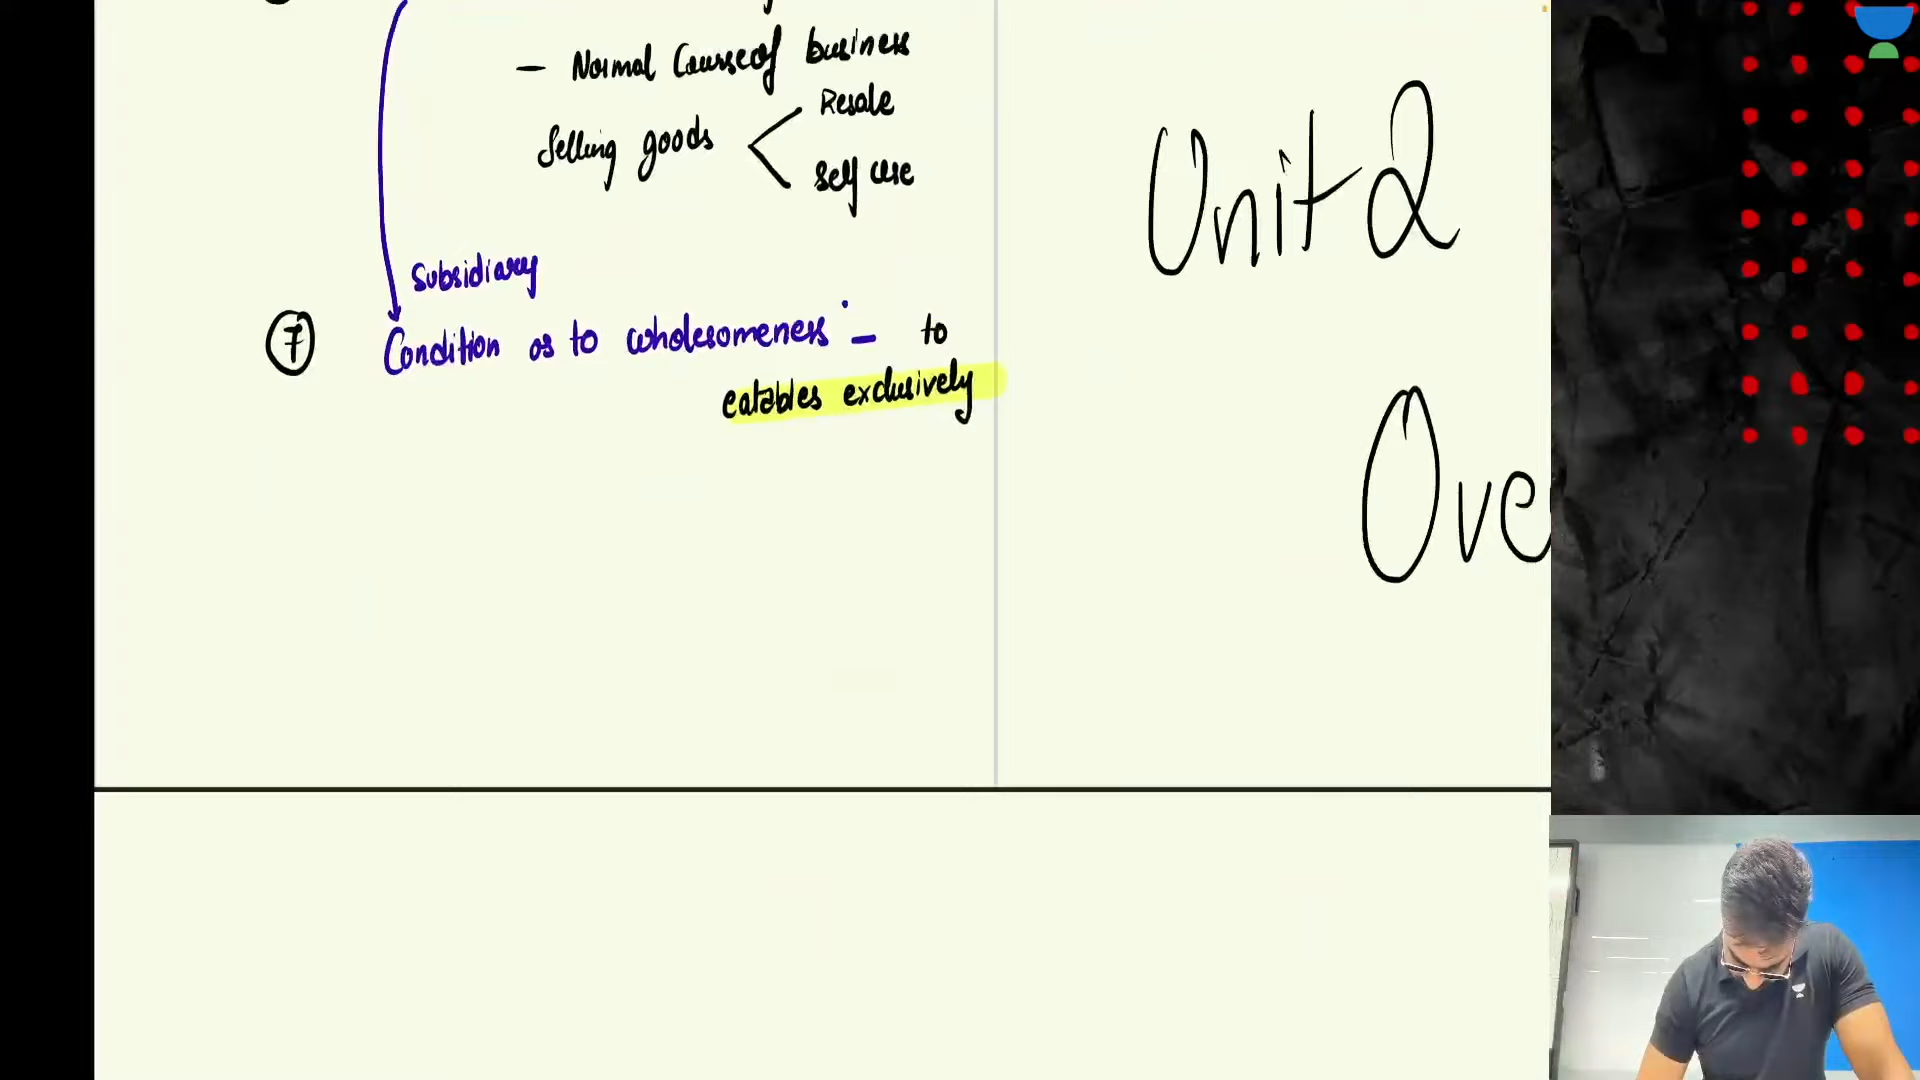 - Normal Course of business
Selling goods
Resale
Self use
Subsidiary
7 Condition as to wholesomeness :- to
eatables exclusively
Unit 2
Ove